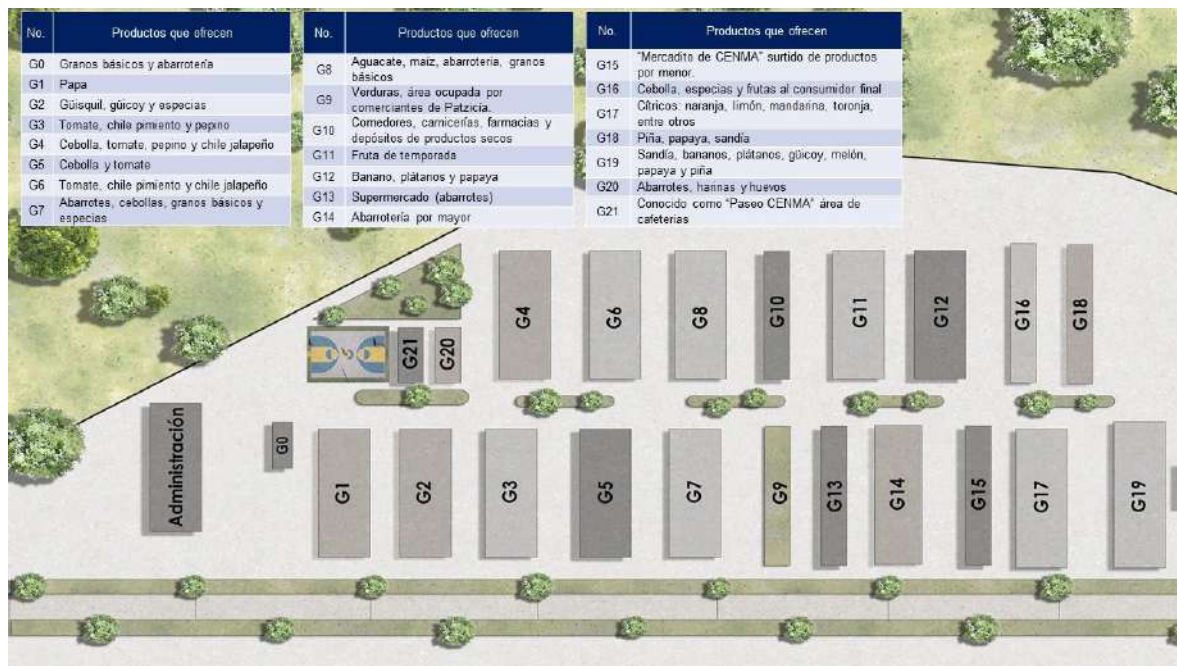 No. Productos que ofrecen
G0 Granos básicos y abarrotería
G1 Papa
G2 Güisquil, güicoy y especias
G3 Tomate, chile pimiento y pepino
G4 Cebolla, tomate, pepino y chile jalapeño
G5 Cebolla y tomate
G6 Tomate, chile pimiento y chile jalapeño
G7 Abarrotes, cebollas, granos básicos y
especias
No. Productos que ofrecen
G8 Aguacate, maíz, abarrotería, granos
básicos
G9 Verduras, área ocupada por
comerciantes de Patzicía.
G10 Comedores, carnicerías, farmacias y
depósitos de productos secos
G11 Fruta de temporada
G12 Banano, plátanos y papaya
G13 Supermercado (abarrotes)
G14 Abarrotería por mayor
No. Productos que ofrecen
G15 "Mercadito de CENMA" surtido de productos
por menor.
G16 Cebolla, especias y frutas al consumidor final
G17 Cítricos: naranja, limón, mandarina, toronja,
entre otros
G18 Piña, papaya, sandía
G19 Sandía, bananos, plátanos, güicoy, melón,
papaya y piña
G20 Abarrotes, harinas y huevos
G21 Conocido como "Paseo CENMA" área de
cafeterías
G4
G6
G8
G10
G11
G12
G16
G18
G21
G20
Administración
G0
G1
G2
G3
G5
G7
G9
G13
G14
G15
G17
G19